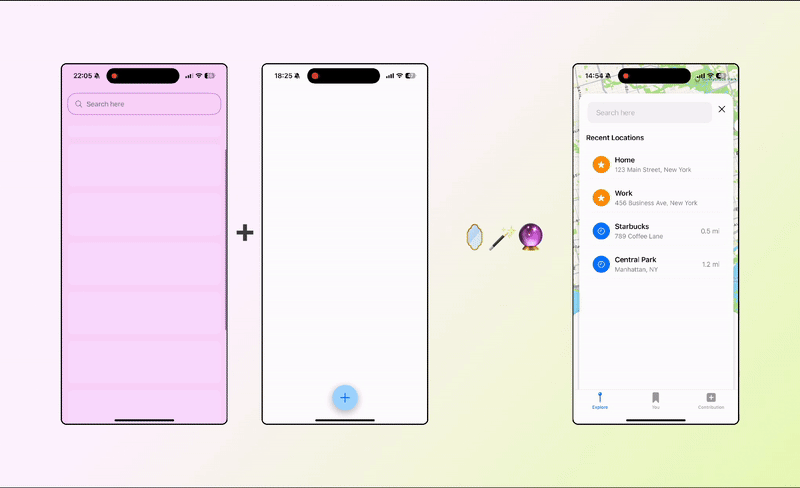 22:05
Search here
+
18:25
+
14:54
Search here
Recent Locations
Home
123 Main Street, New York
Work
456 Business Ave, New York
Starbucks
789 Coffee Lane
0.5 mi
Central Park
Manhattan, NY
1.2 mi
Explore
You
Contribution